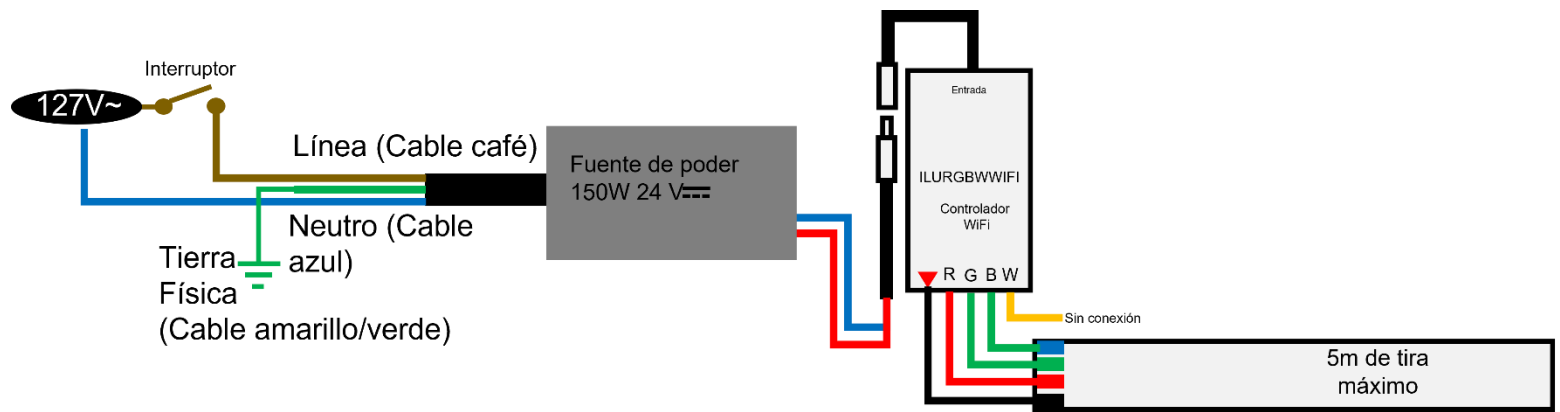 Interruptor
127V~
Línea (Cable café)
Neutro (Cable
azul)
Tierra
Física
(Cable amarillo/verde)
Fuente de poder
150W 24 V⎓
Entrada
ILURGBWWIFI
Controlador
WiFi
R G B W
Sin conexión
5m de tira
máximo